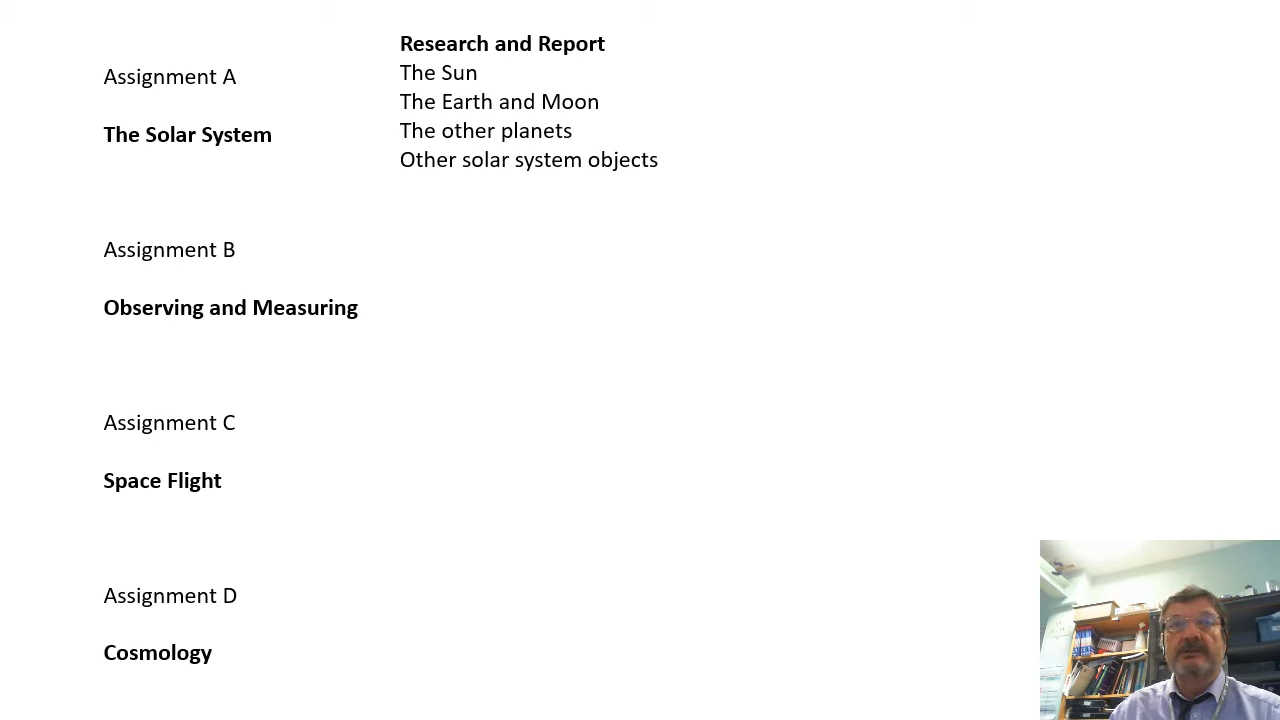 Assignment A
The Solar System
Research and Report
The Sun
The Earth and Moon
The other planets
Other solar system objects
Assignment B
Observing and Measuring
Assignment C
Space Flight
Assignment D
Cosmology